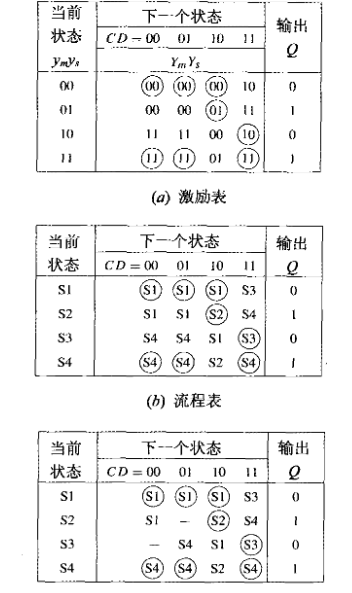 当前 下一个状态 输出
状态 CD = 00 01 10 11 Q
ymys YmYs
00 00 00 00 10 0
01 00 00 01 11 1
10 11 11 00 10 0
11 11 11 01 11 1
(a) 激励表
当前 下一个状态 输出
状态 CD = 00 01 10 11 Q
S1 S1 S1 S1 S3 0
S2 S1 S1 S2 S4 1
S3 S4 S4 S1 S3 0
S4 S4 S4 S2 S4 1
(b) 流程表
当前 下一个状态 输出
状态 CD = 00 01 10 11 Q
S1 S1 S1 S1 S3 0
S2 S1 – S2 S4 1
S3 – S4 S1 S3 0
S4 S4 S4 S2 S4 1